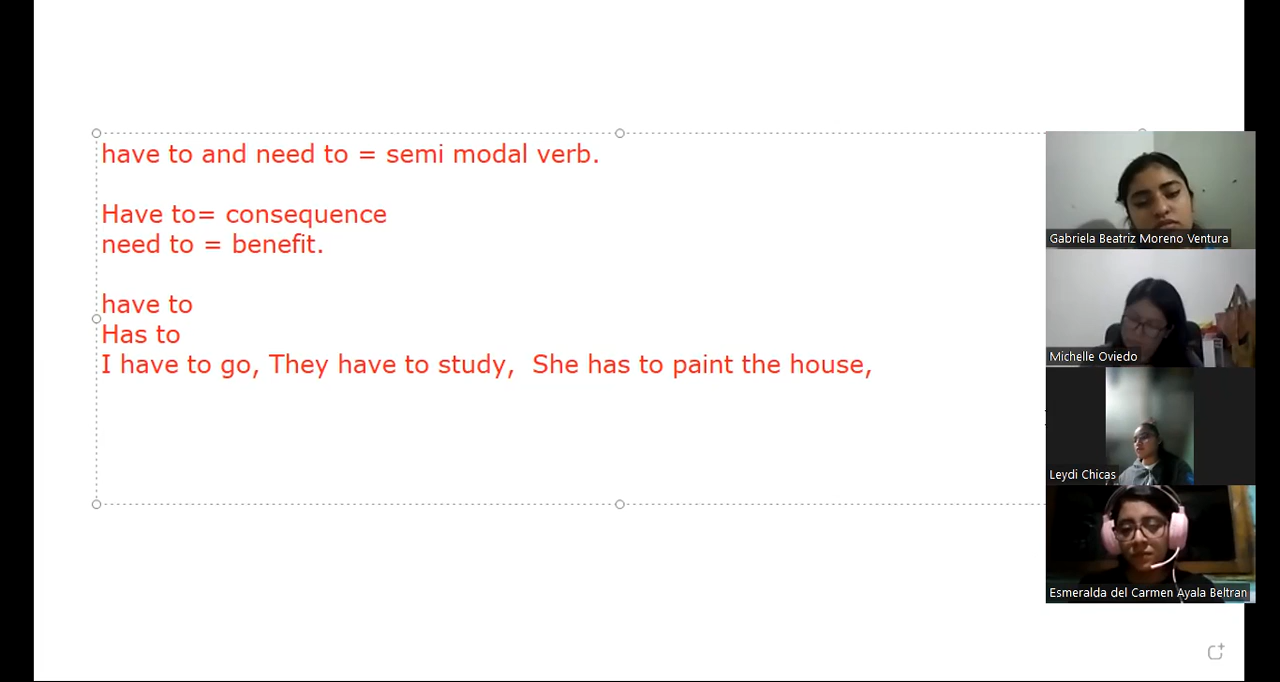 have to and need to = semi modal verb.
Have to= consequence
need to = benefit.
have to
Has to
I have to go, They have to study,  She has to paint the house,
Gabriela Beatriz Moreno Ventura
Michelle Oviedo
Leydi Chicas
Esmeralda del Carmen Ayala Beltran